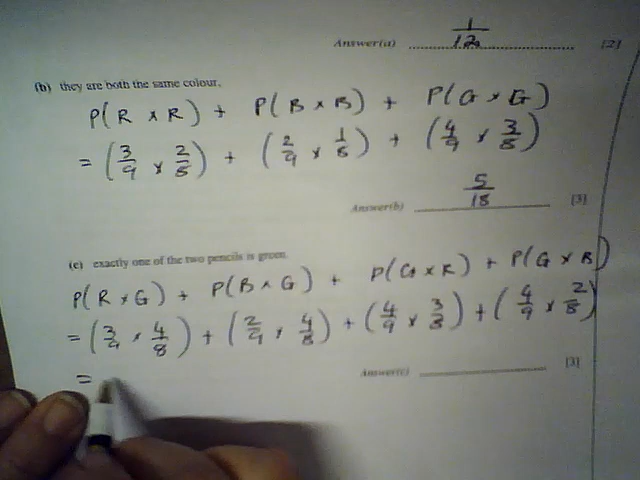 Answer(a) 1/12 [2]
(b) they are both the same colour.
P(R × R) + P(B × B) + P(G × G)
= (3/9 × 2/8) + (2/9 × 1/8) + (4/9 × 3/8)
Answer(b) 5/18 [3]
(c) exactly one of the two pencils is green.
P(R × G) + P(B × G) + P(G × R) + P(G × B)
= (3/9 × 4/8) + (2/9 × 4/8) + (4/9 × 3/8) + (4/9 × 2/8)
=
Answer(c) [3]